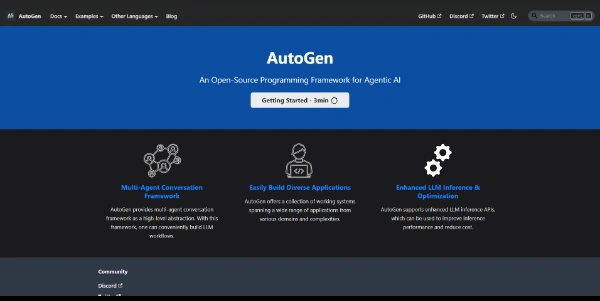 AutoGen Docs Examples Other Languages Blog GitHub Discord Twitter Search
AutoGen
An Open-Source Programming Framework for Agentic AI
Getting Started - 3min
Multi-Agent Conversation
Framework
AutoGen provides multi-agent conversation
framework as a high-level abstraction. With this
framework, one can conveniently build LLM
workflows.
Easily Build Diverse Applications
AutoGen offers a collection of working systems
spanning a wide range of applications from
various domains and complexities.
Enhanced LLM Inference &
Optimization
AutoGen supports enhanced LLM inference APIs,
which can be used to improve inference
performance and reduce cost.
Community
Discord